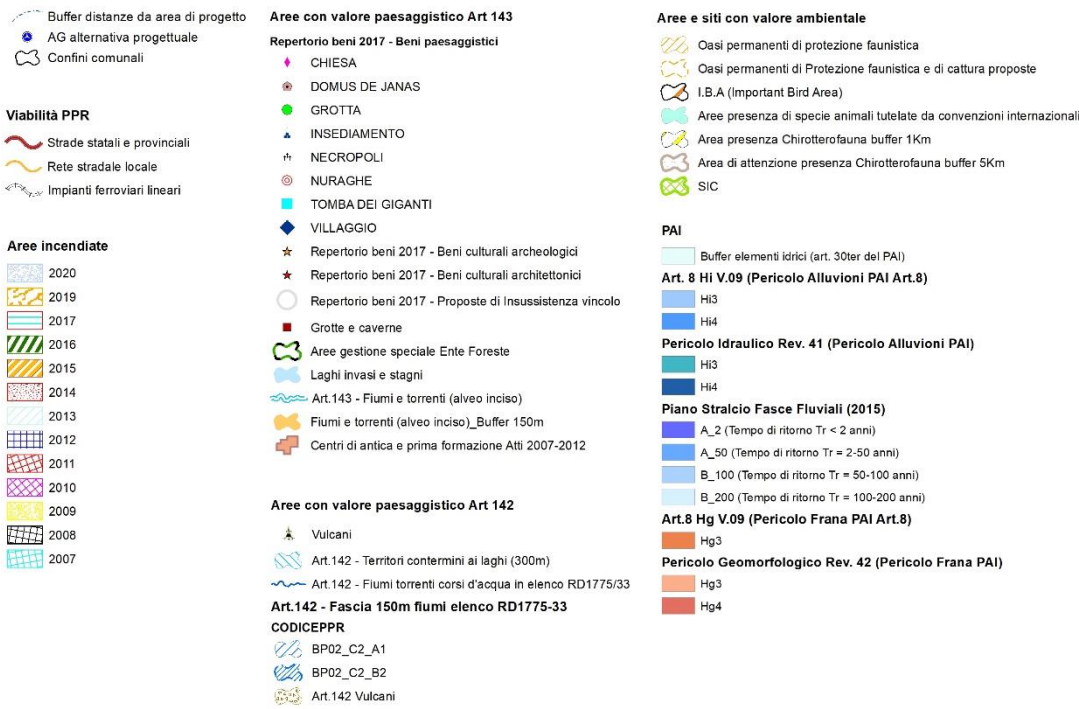 Buffer distanze da area di progetto
AG alternativa progettuale
Confini comunali
Viabilità PPR
Strade statali e provinciali
Rete stradale locale
Impianti ferroviari lineari
Aree incendiate
2020
2019
2017
2016
2015
2014
2013
2012
2011
2010
2009
2008
2007
Aree con valore paesaggistico Art 143
Repertorio beni 2017 - Beni paesaggistici
CHIESA
DOMUS DE JANAS
GROTTA
INSEDIAMENTO
NECROPOLI
NURAGHE
TOMBA DEI GIGANTI
VILLAGGIO
Repertorio beni 2017 - Beni culturali archeologici
Repertorio beni 2017 - Beni culturali architettonici
Repertorio beni 2017 - Proposte di Insussistenza vincolo
Grotte e caverne
Aree gestione speciale Ente Foreste
Laghi invasi e stagni
Art.143 - Fiumi e torrenti (alveo inciso)
Fiumi e torrenti (alveo inciso)_Buffer 150m
Centri di antica e prima formazione Atti 2007-2012
Aree con valore paesaggistico Art 142
Vulcani
Art.142 - Territori contermini ai laghi (300m)
Art.142 - Fiumi torrenti corsi d'acqua in elenco RD1775/33
Art.142 - Fascia 150m fiumi elenco RD1775-33
CODICEPPR
BP02_C2_A1
BP02_C2_B2
Art.142 Vulcani
Aree e siti con valore ambientale
Oasi permanenti di protezione faunistica
Oasi permanenti di Protezione faunistica e di cattura proposte
I.B.A (Important Bird Area)
Aree presenza di specie animali tutelate da convenzioni internazionali
Area presenza Chirotterofauna buffer 1Km
Area di attenzione presenza Chirotterofauna buffer 5Km
SIC
PAI
Buffer elementi idrici (art. 30ter del PAI)
Art. 8 Hi V.09 (Pericolo Alluvioni PAI Art.8)
Hi3
Hi4
Pericolo Idraulico Rev. 41 (Pericolo Alluvioni PAI)
Hi3
Hi4
Piano Stralcio Fasce Fluviali (2015)
A_2 (Tempo di ritorno Tr < 2 anni)
A_50 (Tempo di ritorno Tr = 2-50 anni)
B_100 (Tempo di ritorno Tr = 50-100 anni)
B_200 (Tempo di ritorno Tr = 100-200 anni)
Art.8 Hg V.09 (Pericolo Frana PAI Art.8)
Hg3
Pericolo Geomorfologico Rev. 42 (Pericolo Frana PAI)
Hg3
Hg4